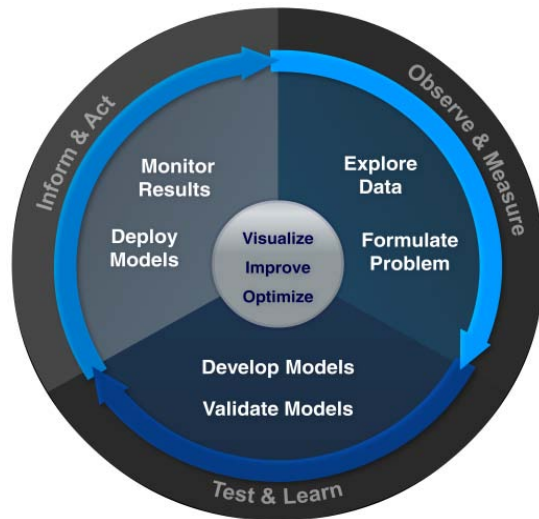 Observe & Measure
Explore
Data
Formulate
Problem
Test & Learn
Develop Models
Validate Models
Inform & Act
Monitor
Results
Deploy
Models
Visualize
Improve
Optimize